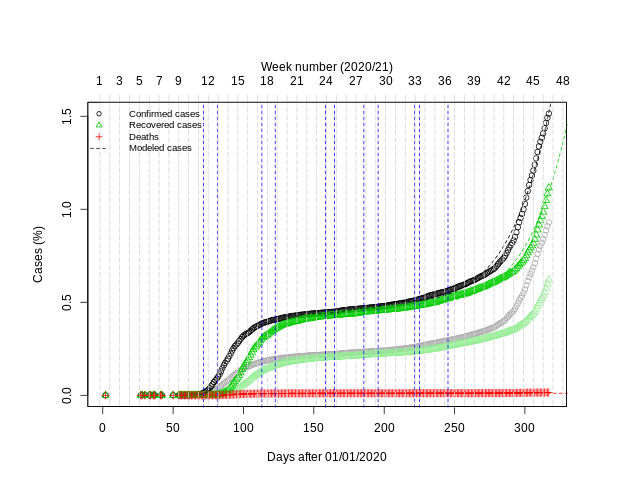 Week number (2020/21)
1 3 5 7 9 12 15 18 21 24 27 30 33 36 39 42 45 48
Confirmed cases
Recovered cases
Deaths
Modeled cases
Cases (%)
1.5
1.0
0.5
0.0
0 50 100 150 200 250 300
Days after 01/01/2020